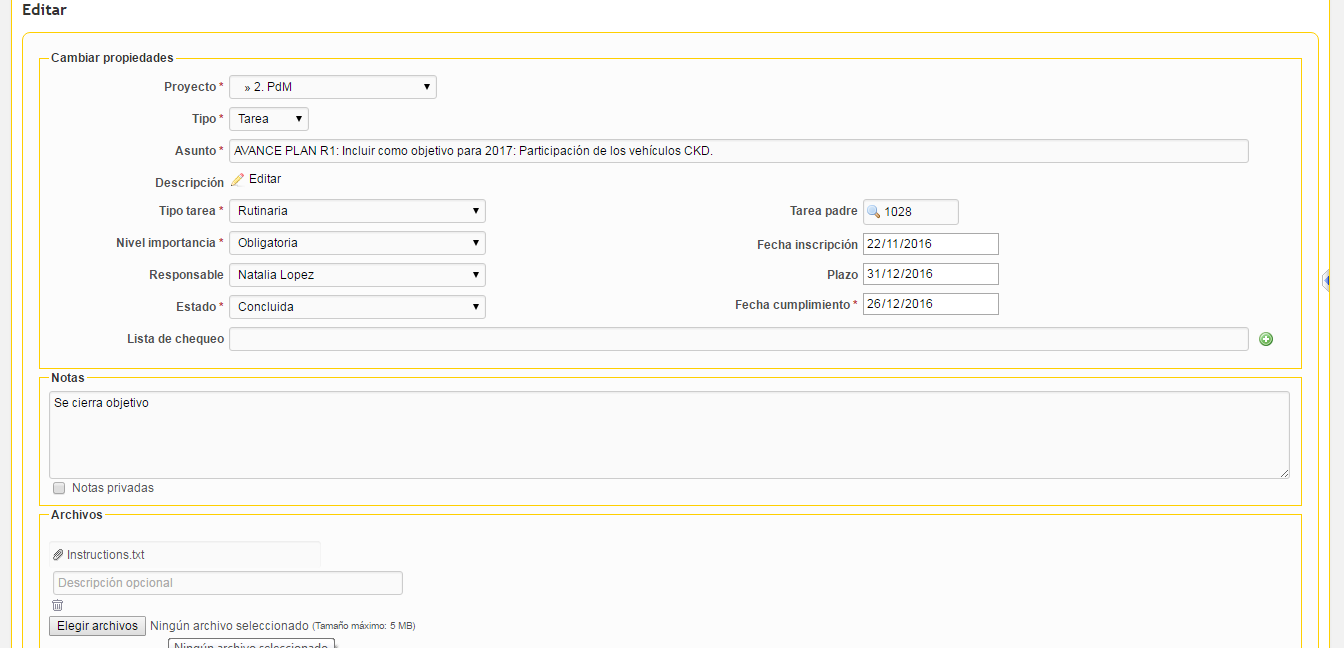 Editar
Cambiar propiedades
Proyecto * » 2. PdM
Tipo * Tarea
Asunto * AVANCE PLAN R1: Incluir como objetivo para 2017: Participación de los vehículos CKD.
Descripción Editar
Tipo tarea * Rutinaria Tarea padre 1028
Nivel importancia * Obligatoria Fecha inscripción 22/11/2016
Responsable Natalia Lopez Plazo 31/12/2016
Estado * Concluida Fecha cumplimiento * 26/12/2016
Lista de chequeo
Notas
Se cierra objetivo
Notas privadas
Archivos
Instructions.txt
Descripción opcional
Elegir archivos Ningún archivo seleccionado (Tamaño máximo: 5 MB)
Ningún archivo seleccionado